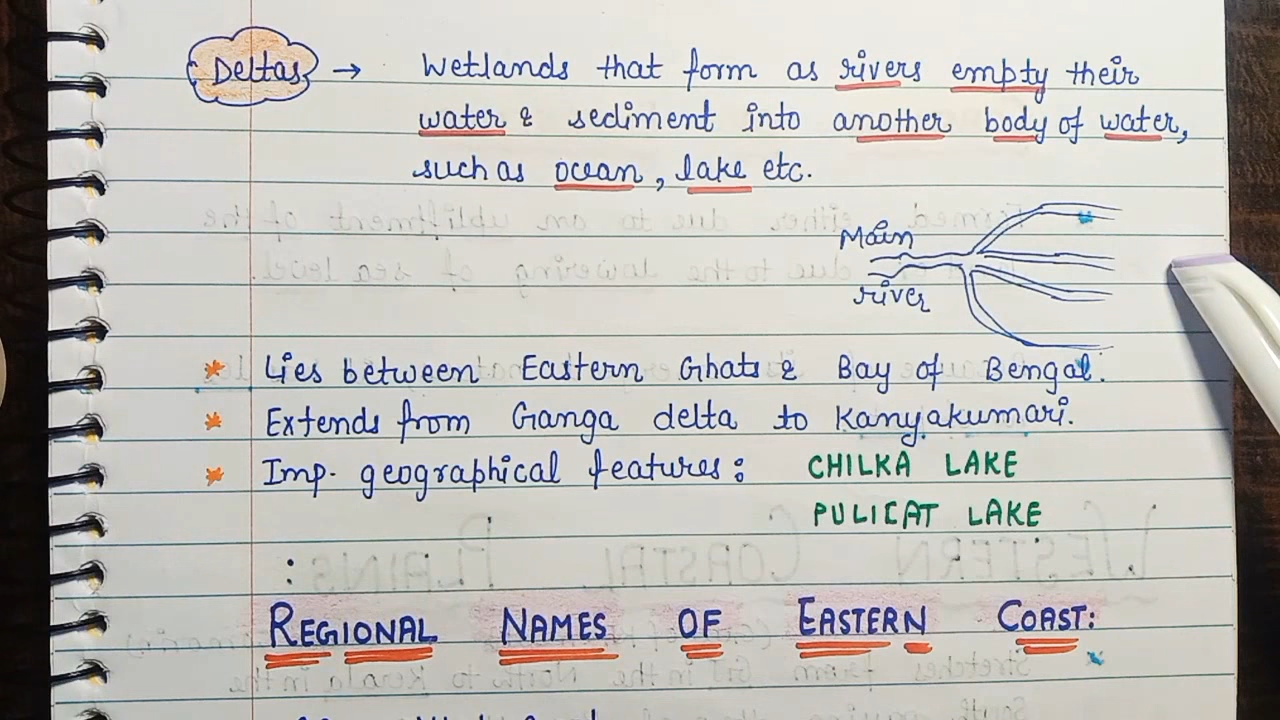 Deltas → Wetlands that form as rivers empty their
water & sediment into another body of water,
such as ocean, lake etc.
Main
river
* Lies between Eastern Ghats & Bay of Bengal.
* Extends from Ganga delta to Kanyakumari.
* Imp. geographical features : CHILKA LAKE
PULICAT LAKE
:
REGIONAL NAMES OF EASTERN COAST: